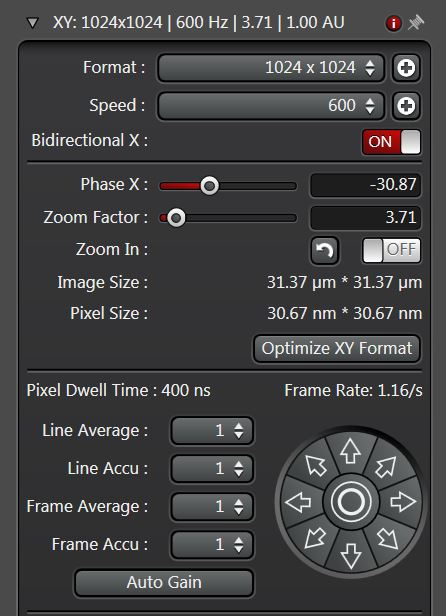 XY: 1024x1024 | 600 Hz | 3.71 | 1.00 AU
Format : 1024 x 1024
Speed : 600
Bidirectional X : ON
Phase X : -30.87
Zoom Factor : 3.71
Zoom In : OFF
Image Size : 31.37 µm * 31.37 µm
Pixel Size : 30.67 nm * 30.67 nm
Optimize XY Format
Pixel Dwell Time : 400 ns Frame Rate: 1.16/s
Line Average : 1
Line Accu : 1
Frame Average : 1
Frame Accu : 1
Auto Gain